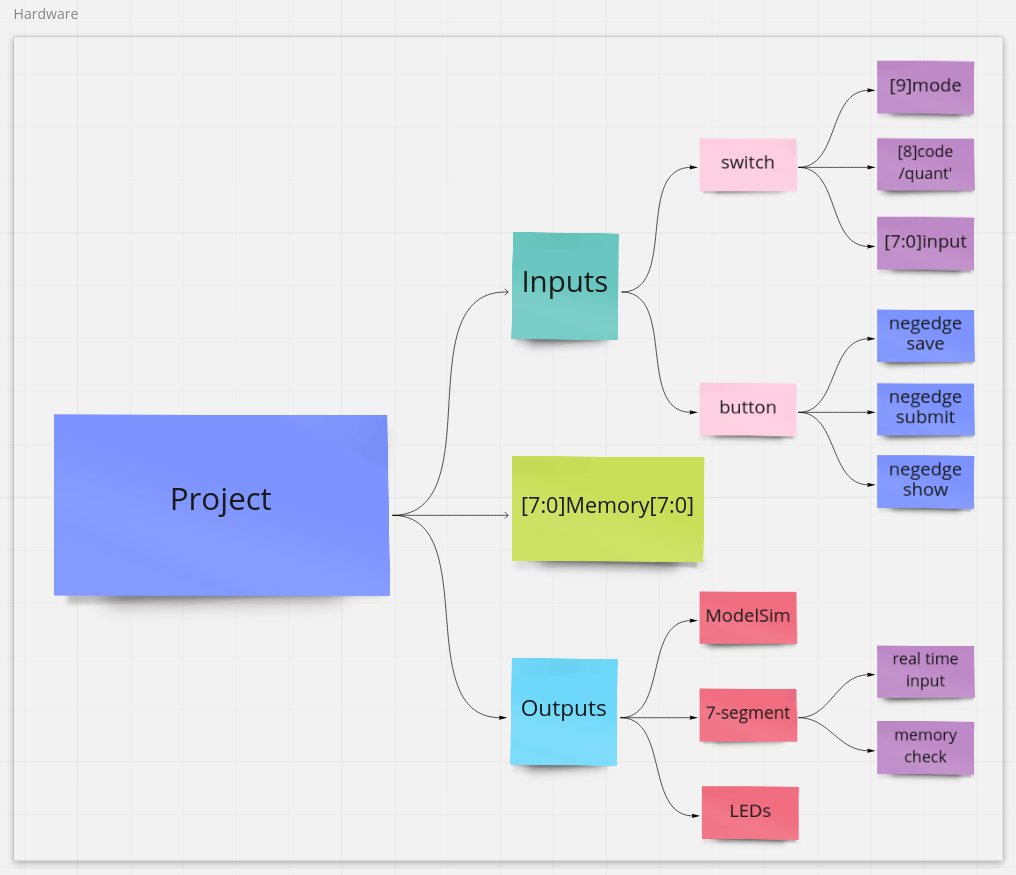 Hardware
Project
Inputs
switch
[9]mode
[8]code
/quant'
[7:0]input
button
negedge
save
negedge
submit
negedge
show
[7:0]Memory[7:0]
Outputs
ModelSim
7-segment
real time
input
memory
check
LEDs